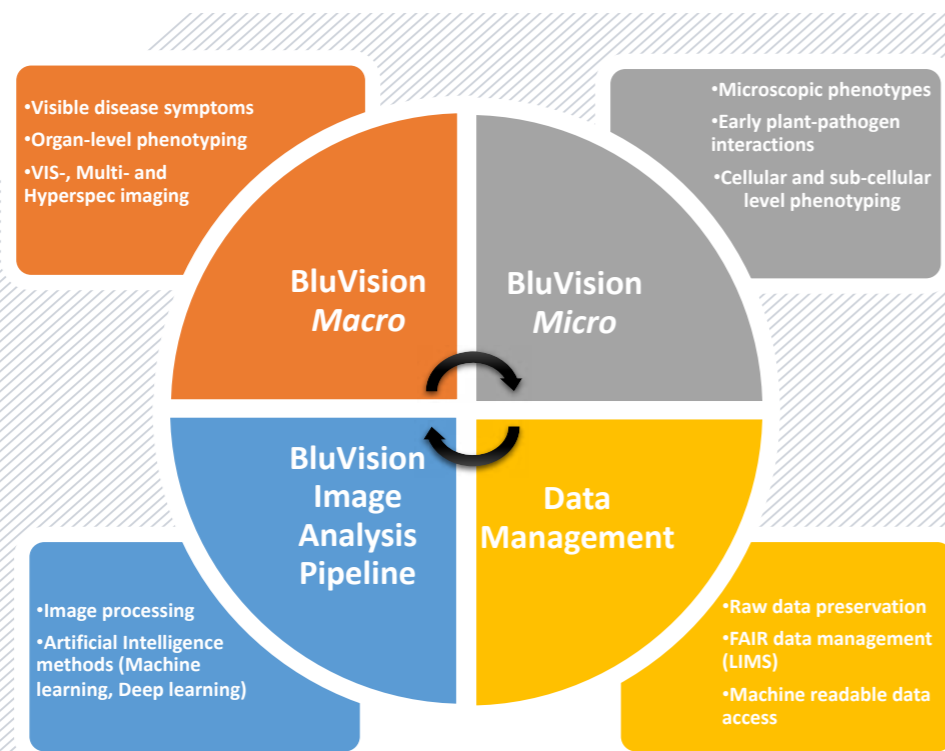 •Visible disease symptoms
•Organ-level phenotyping
•VIS-, Multi- and
Hyperspec imaging
•Microscopic phenotypes
•Early plant-pathogen
interactions
•Cellular and sub-cellular
level phenotyping
BluVision
Macro
BluVision
Micro
BluVision
Image
Analysis
Pipeline
Data
Management
•Image processing
•Artificial Intelligence
methods (Machine
learning, Deep learning)
•Raw data preservation
•FAIR data management
(LIMS)
•Machine readable data
access